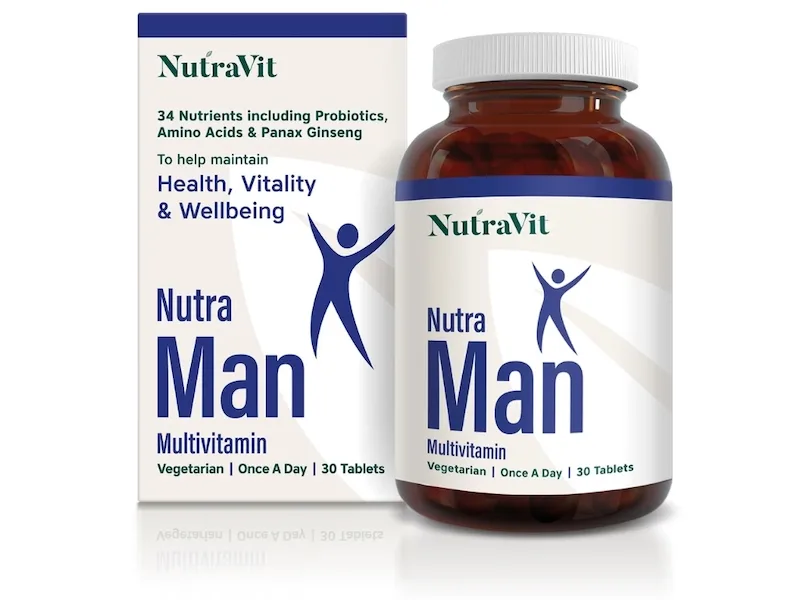 NutraVit
34 Nutrients including Probiotics,
Amino Acids & Panax Ginseng
To help maintain
Health, Vitality
& Wellbeing
Nutra
Man
Multivitamin
Vegetarian | Once A Day | 30 Tablets
NutraVit
Nutra
Man
Multivitamin
Vegetarian | Once A Day | 30 Tablets